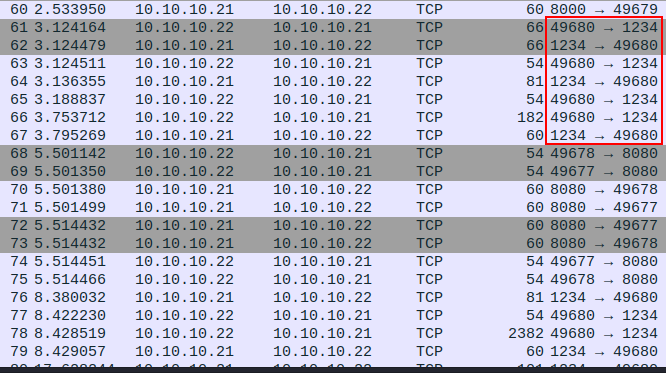 60 2.533950 10.10.10.21 10.10.10.22 TCP 60 8000 → 49679
61 3.124164 10.10.10.22 10.10.10.21 TCP 66 49680 → 1234
62 3.124479 10.10.10.21 10.10.10.22 TCP 66 1234 → 49680
63 3.124511 10.10.10.22 10.10.10.21 TCP 54 49680 → 1234
64 3.136355 10.10.10.21 10.10.10.22 TCP 81 1234 → 49680
65 3.188837 10.10.10.22 10.10.10.21 TCP 54 49680 → 1234
66 3.753712 10.10.10.22 10.10.10.21 TCP 182 49680 → 1234
67 3.795269 10.10.10.21 10.10.10.22 TCP 60 1234 → 49680
68 5.501142 10.10.10.22 10.10.10.21 TCP 54 49678 → 8080
69 5.501350 10.10.10.22 10.10.10.21 TCP 54 49677 → 8080
70 5.501380 10.10.10.21 10.10.10.22 TCP 60 8080 → 49678
71 5.501499 10.10.10.21 10.10.10.22 TCP 60 8080 → 49677
72 5.514432 10.10.10.21 10.10.10.22 TCP 60 8080 → 49677
73 5.514432 10.10.10.21 10.10.10.22 TCP 60 8080 → 49678
74 5.514451 10.10.10.22 10.10.10.21 TCP 54 49677 → 8080
75 5.514466 10.10.10.22 10.10.10.21 TCP 54 49678 → 8080
76 8.380032 10.10.10.21 10.10.10.22 TCP 81 1234 → 49680
77 8.422230 10.10.10.22 10.10.10.21 TCP 54 49680 → 1234
78 8.428519 10.10.10.22 10.10.10.21 TCP 2382 49680 → 1234
79 8.429057 10.10.10.21 10.10.10.22 TCP 60 1234 → 49680